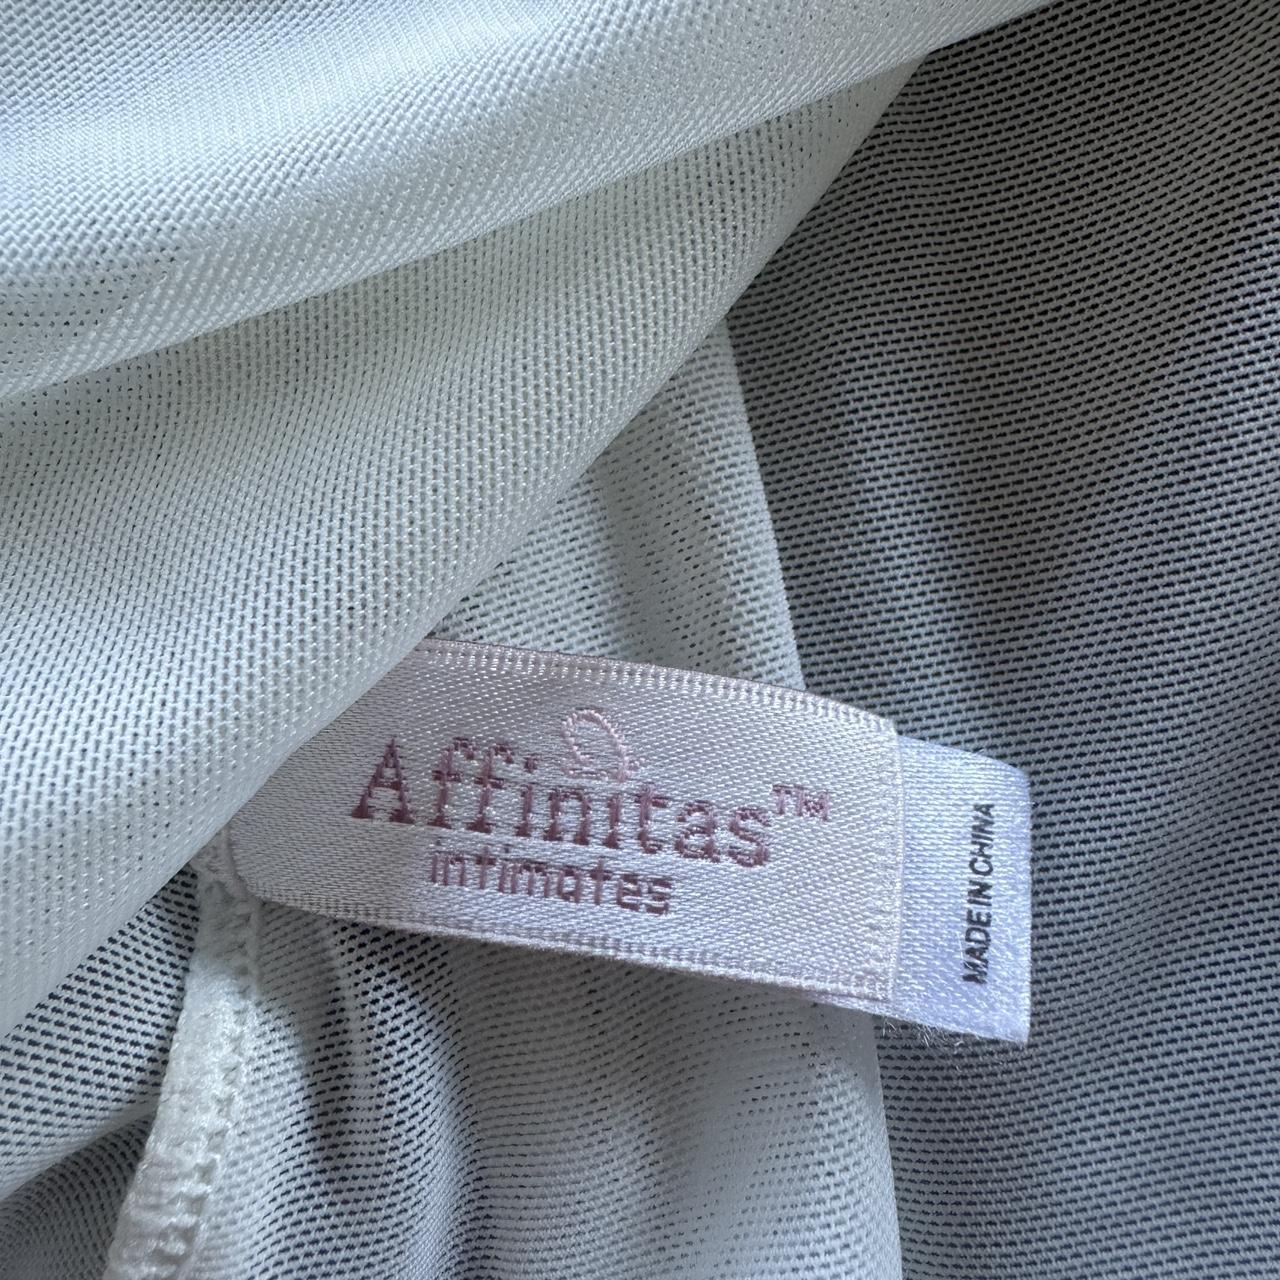 Affinitas™
intimates
MADE IN CHINA